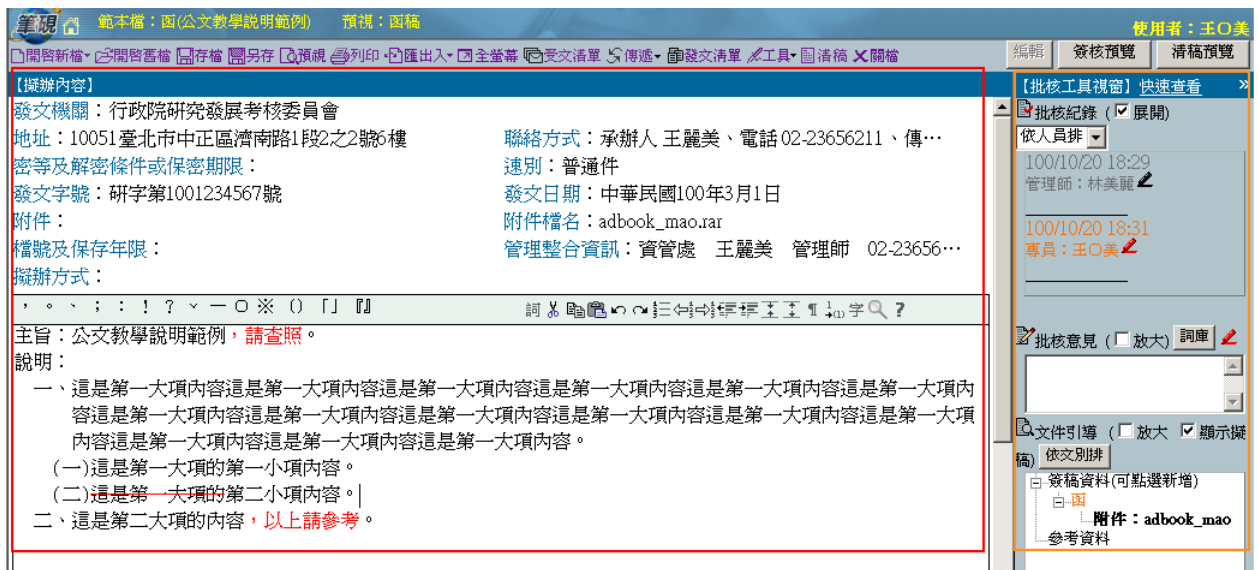 筆硯 範本檔：函(公文教學說明範例) 預視：函稿
使用者：王O美
開啓新檔 開啓舊檔 存檔 另存 預視 列印 匯出入 全螢幕 受文清單 傳遞 發文清單 工具 清稿 關檔
編輯 簽核預覽 清稿預覽
【擬辦內容】
發文機關：行政院研究發展考核委員會
地址：10051臺北市中正區濟南路1段2之2號6樓 聯絡方式：承辦人 王麗美、電話 02-23656211、傳…
密等及解密條件或保密期限： 速別：普通件
發文字號：研字第1001234567號 發文日期：中華民國100年3月1日
附件： 附件檔名：adbook_mao.rar
檔號及保存年限： 管理整合資訊：資管處 王麗美 管理師 02-23656…
擬辦方式：
，。、；：！？ˇ—○※（）「」『』 詞 ¶ (1) 字 ?
主旨：公文教學說明範例，請查照。
說明：
一、這是第一大項內容這是第一大項內容這是第一大項內容這是第一大項內容這是第一大項內容這是第一大項內
容這是第一大項內容這是第一大項內容這是第一大項內容這是第一大項內容這是第一大項內容這是第一大項
內容這是第一大項內容這是第一大項內容這是第一大項內容。
(一)這是第一大項的第一小項內容。
(二)這是第一大項的第二小項內容。
二、這是第二大項的內容，以上請參考。
【批核工具視窗】快速查看 »
批核紀錄 (展開)
依人員排
100/10/20 18:29
管理師：林美麗
100/10/20 18:31
專員：王O美
批核意見 (放大) 詞庫
文件引導 (放大 顯示擬
稿) 依文別排
簽稿資料(可點選新增)
函
附件：adbook_mao
參考資料